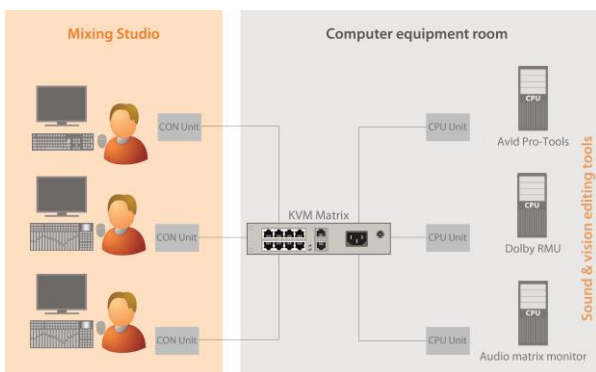 Mixing Studio
Computer equipment room
CON Unit
CPU Unit
CPU
Avid Pro-Tools
KVM Matrix
CON Unit
CPU Unit
CPU
Dolby RMU
CON Unit
CPU Unit
CPU
Audio matrix monitor
Sound & vision editing tools